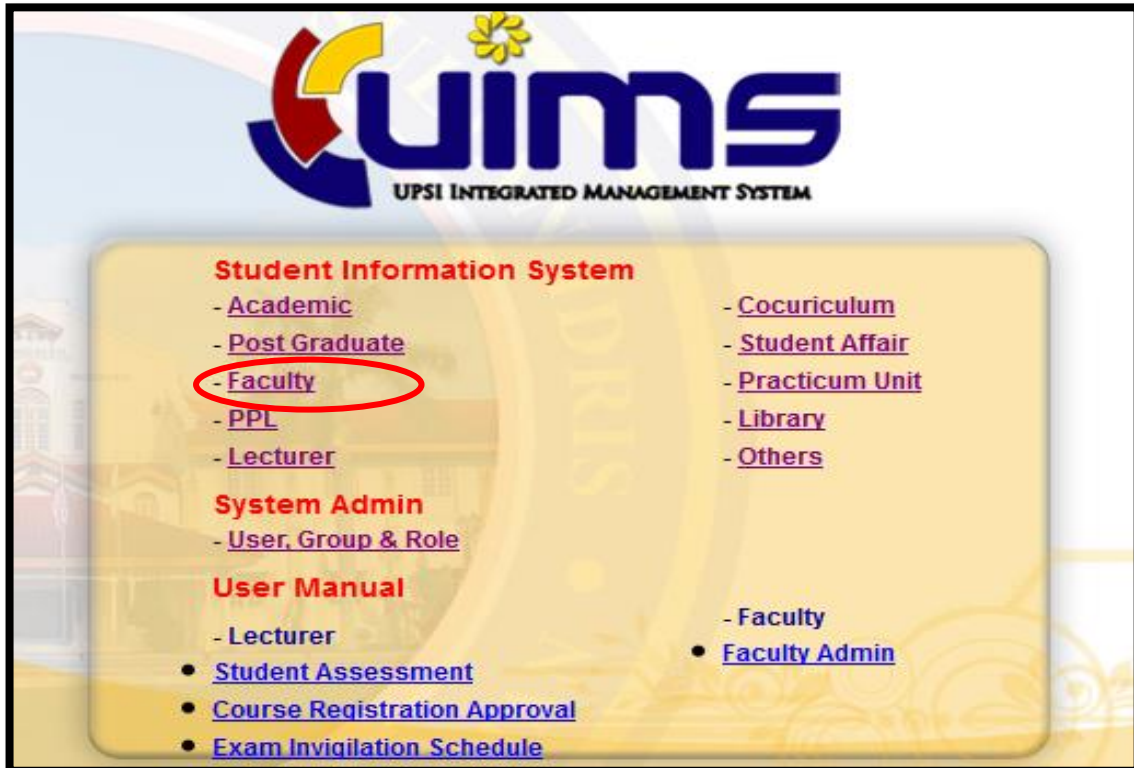 uims
UPSI INTEGRATED MANAGEMENT SYSTEM
Student Information System
- Academic
- Post Graduate
- Faculty
- PPL
- Lecturer
- Cocuriculum
- Student Affair
- Practicum Unit
- Library
- Others
System Admin
- User, Group & Role
User Manual
- Lecturer
• Student Assessment
• Course Registration Approval
• Exam Invigilation Schedule
- Faculty
• Faculty Admin